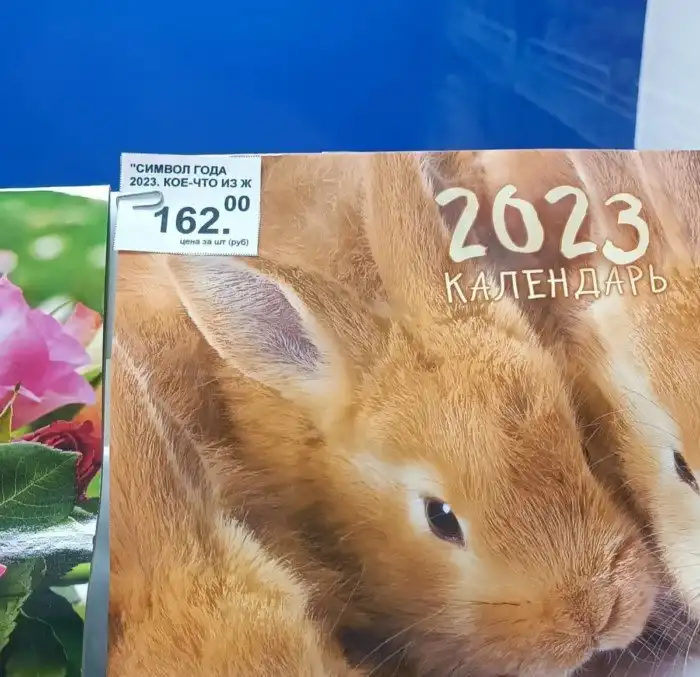 "СИМВОЛ ГОДА
2023. КОЕ-ЧТО ИЗ Ж
162.00
цена за шт (руб)
2023
КАЛЕНДАРЬ